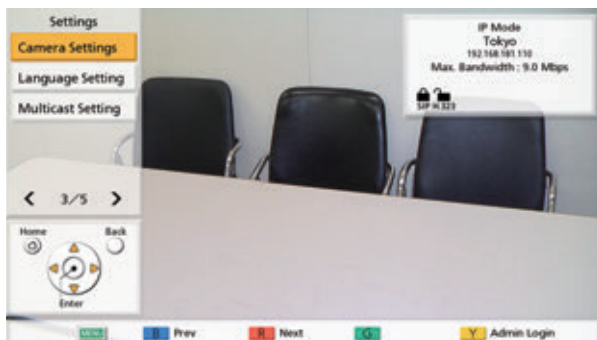 Settings
Camera Settings
Language Setting
Multicast Setting
3/5
Home
Back
Enter
IP Mode
Tokyo
192.168.181.110
Max. Bandwidth : 9.0 Mbps
SIP H.323
MENU
B Prev
R Next
G
Y Admin Login